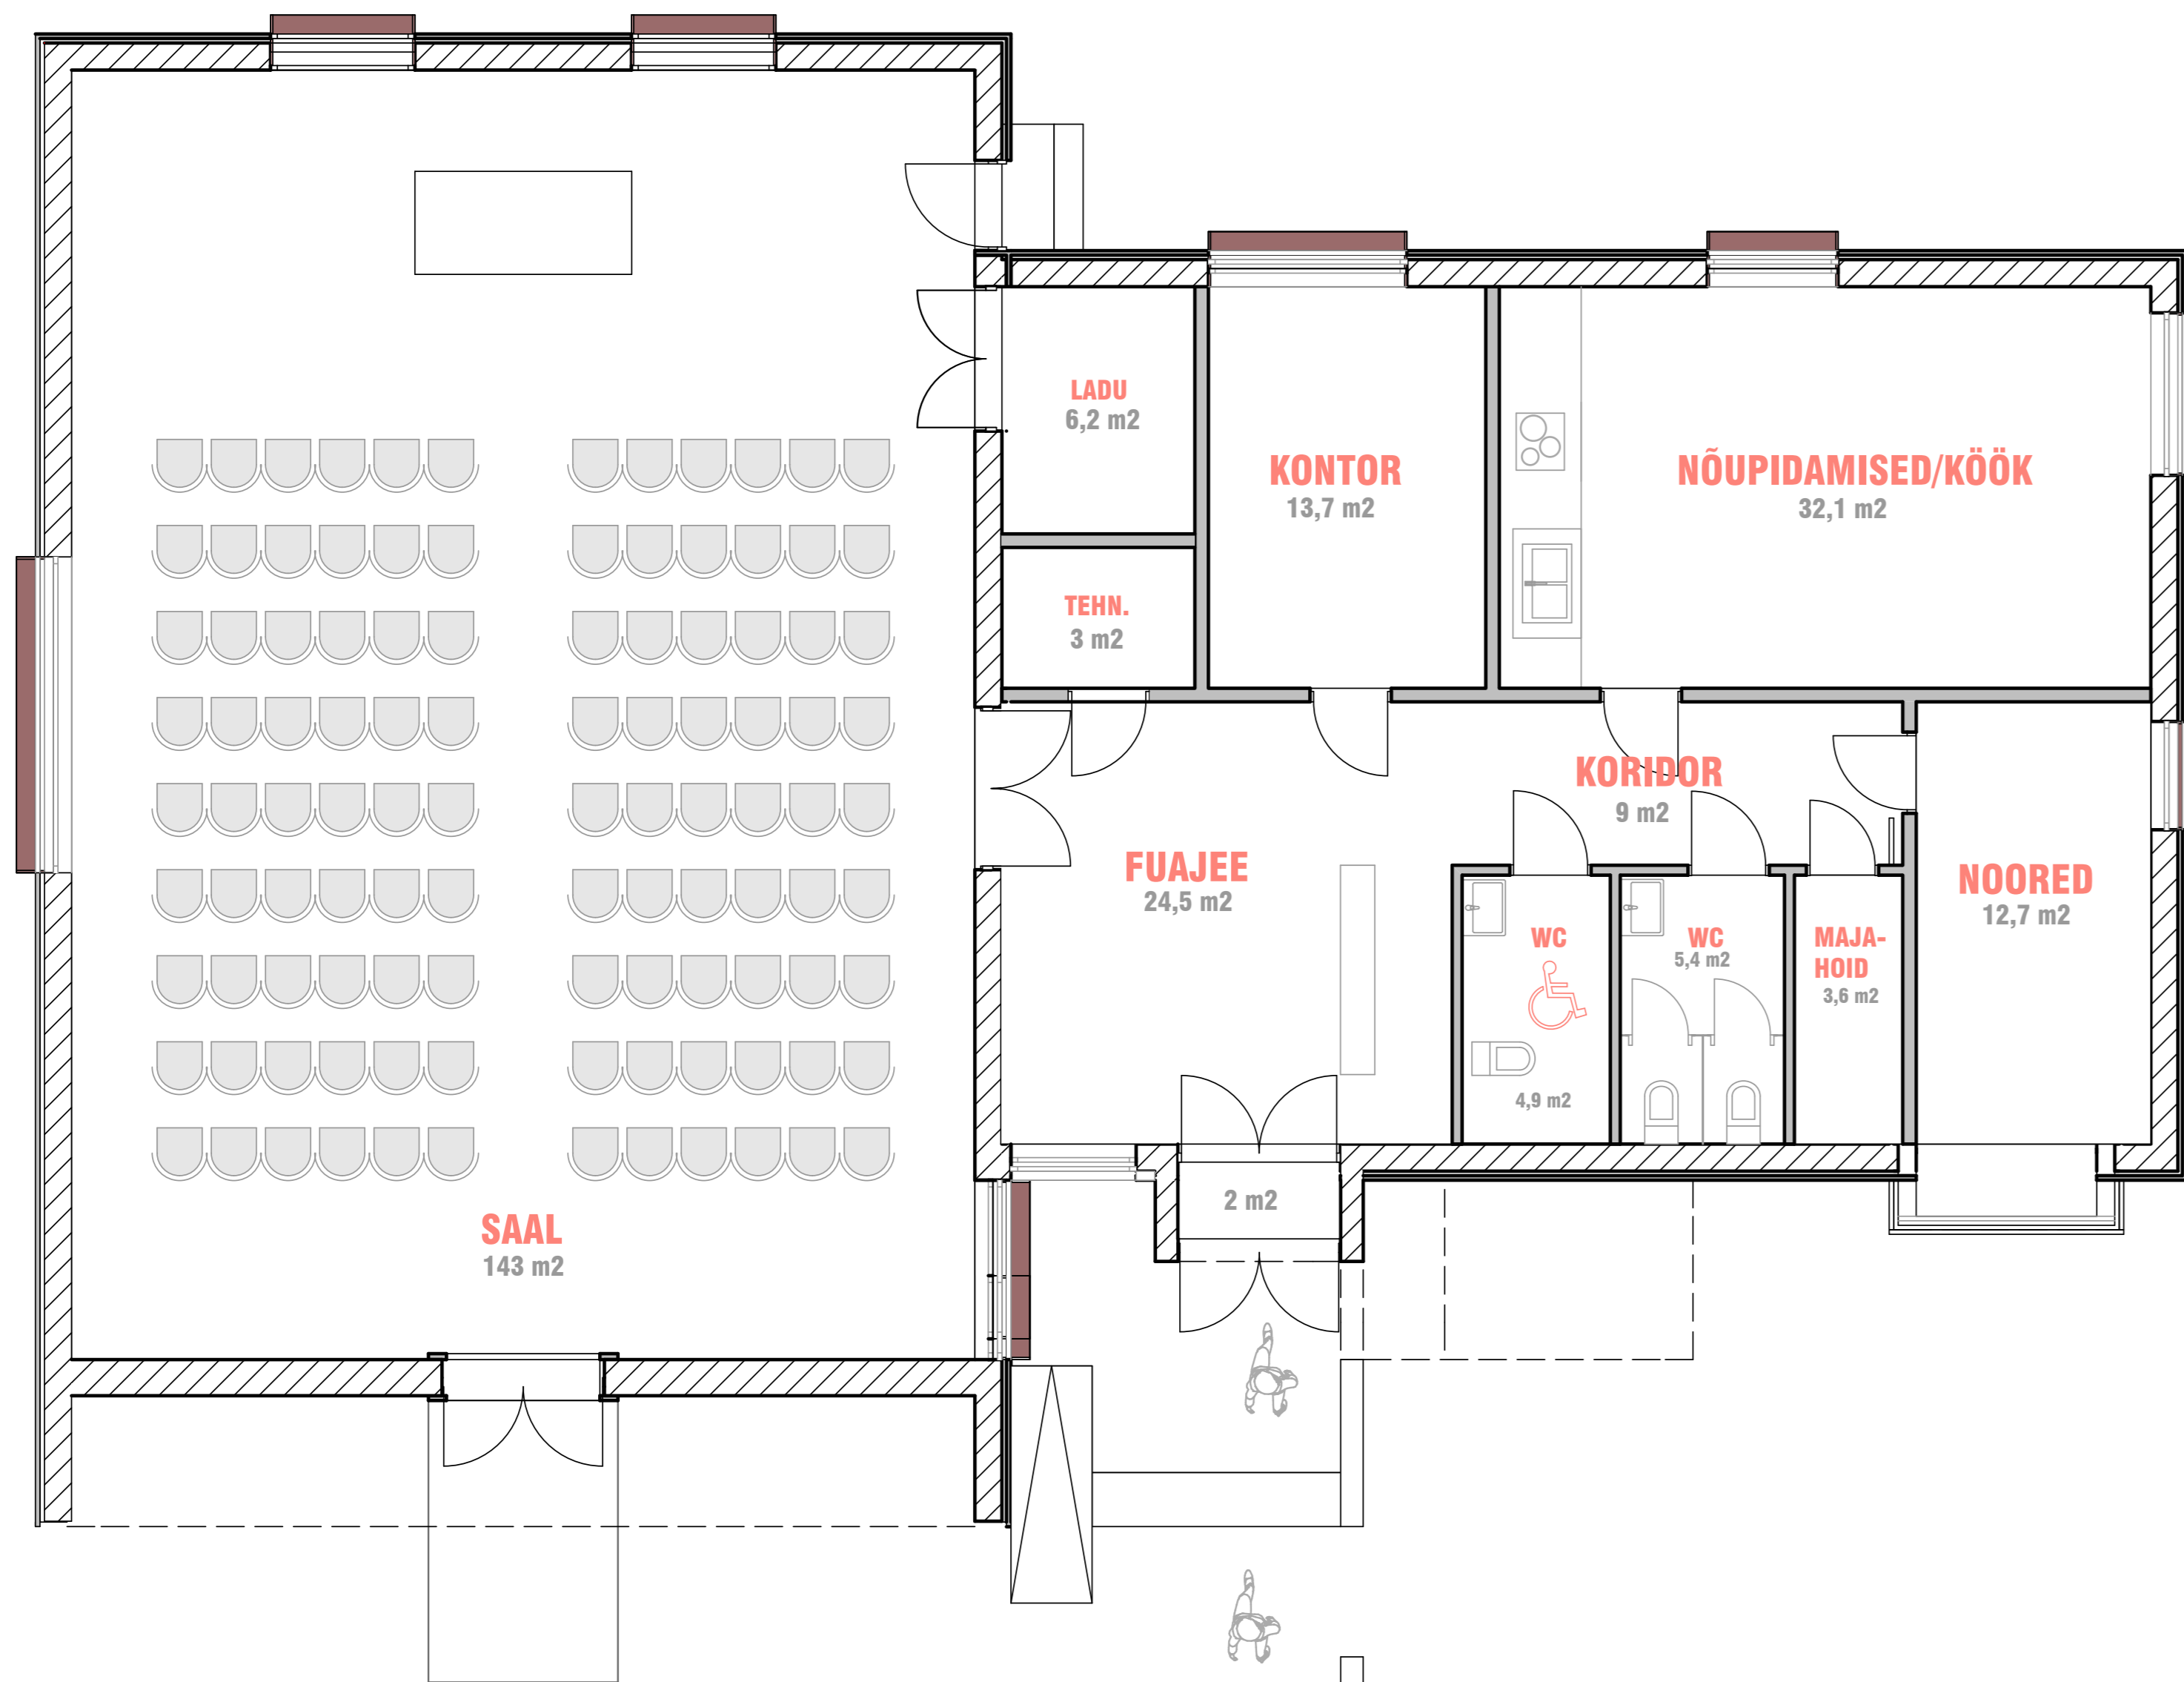 LADU
6,2 m2
KONTOR
13,7 m2
NÕUPIDAMISED/KÖÖK
32,1 m2
TEHN.
3 m2
KORIDOR
9 m2
FUAJEE
24,5 m2
NOORED
12,7 m2
WC
4,9 m2
WC
5,4 m2
MAJA-
HOID
3,6 m2
2 m2
SAAL
143 m2